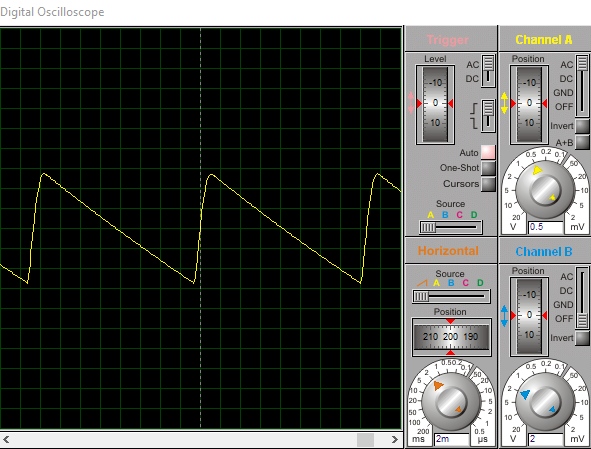 Digital Oscilloscope
Trigger
Level
AC
DC
-10
0
10
Auto
One-Shot
Cursors
Source
A B C D
Channel A
Position
AC
DC
GND
OFF
-10
0
10
Invert
A+B
1 0.5 0.2 0.1 50
2 20
5 10
10 5
20 2
V 0.5 mV
Horizontal
Source
A B C D
Position
210 200 190
1 0.5 0.2 0.1 50
2 20
5 10
10 5
20 2
50 1
100 0.5
200
ms 2m µs
Channel B
Position
AC
DC
GND
OFF
-10
0
10
Invert
1 0.5 0.2 0.1 50
2 20
5 10
10 5
20 2
V 2 mV